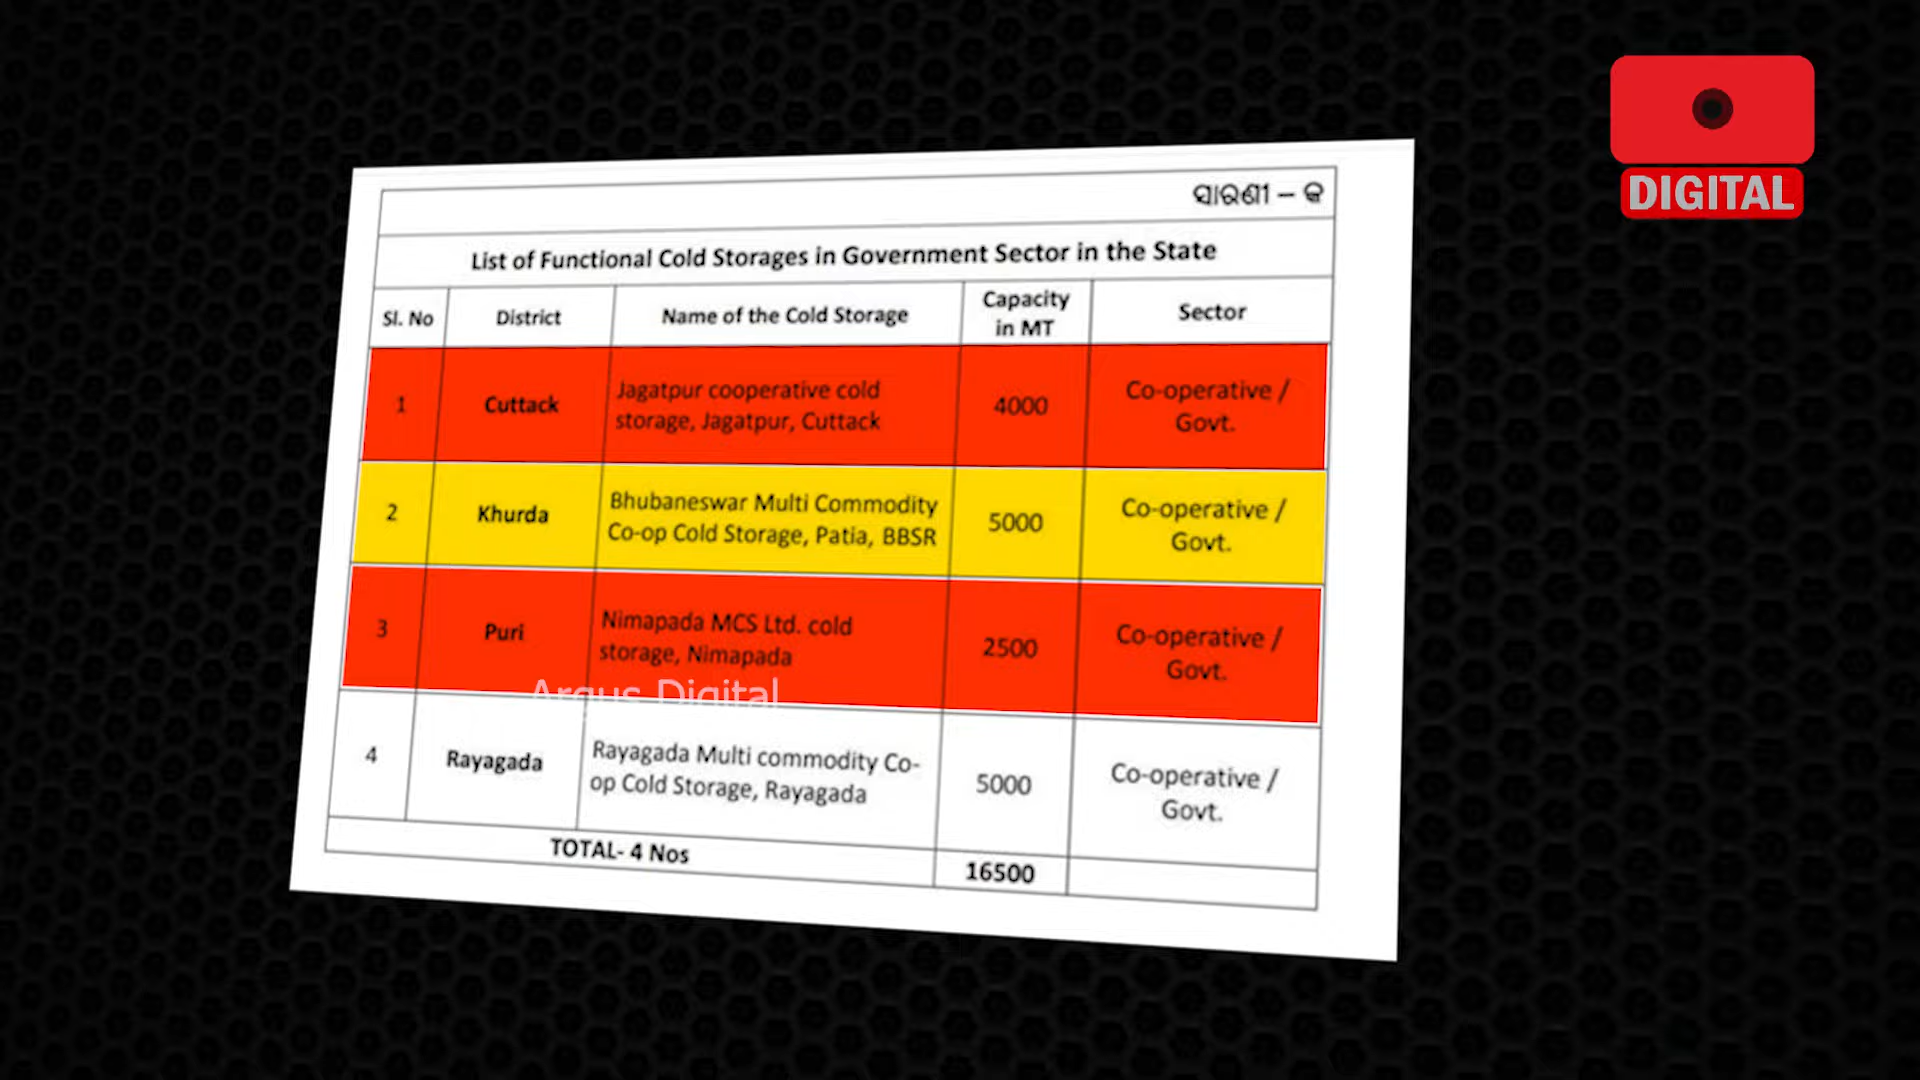 DIGITAL
ସାରଣୀ – କ
List of Functional Cold Storages in Government Sector in the State
Sl. No
District
Name of the Cold Storage
Capacity
in MT
Sector
1
Cuttack
Jagatpur cooperative cold
storage, Jagatpur, Cuttack
4000
Co-operative /
Govt.
2
Khurda
Bhubaneswar Multi Commodity
Co-op Cold Storage, Patia, BBSR
5000
Co-operative /
Govt.
3
Puri
Nimapada MCS Ltd. cold
storage, Nimapada
2500
Co-operative /
Govt.
Argus Digital
4
Rayagada
Rayagada Multi commodity Co-
op Cold Storage, Rayagada
5000
Co-operative /
Govt.
TOTAL- 4 Nos
16500